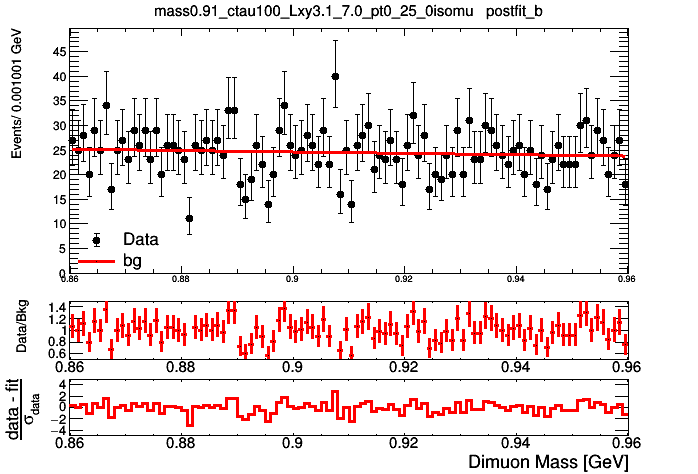 mass0.91_ctau100_Lxy3.1_7.0_pt0_25_0isomu postfit_b
Events/ 0.001001 GeV
45
40
35
30
25
20
15
10
5
0
Data
bg
0.86 0.88 0.9 0.92 0.94 0.96
Data/Bkg
1.4
1.2
1.0
0.8
0.6
0.86 0.88 0.9 0.92 0.94 0.96
data - fit
σdata
4
2
0
−2
−4
0.86 0.88 0.9 0.92 0.94 0.96
Dimuon Mass [GeV]